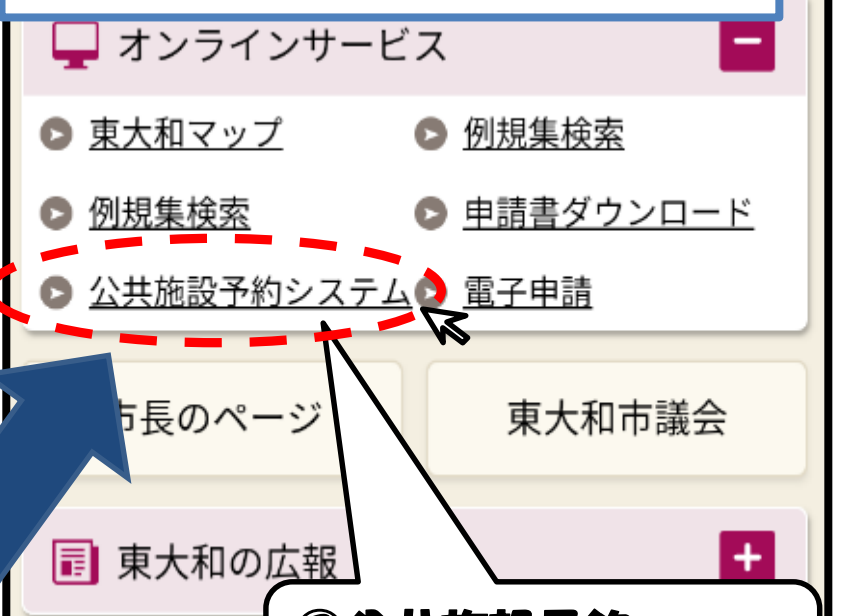 オンラインサービス
東大和マップ 例規集検索
例規集検索 申請書ダウンロード
公共施設予約システム 電子申請
市長のページ 東大和市議会
東大和の広報